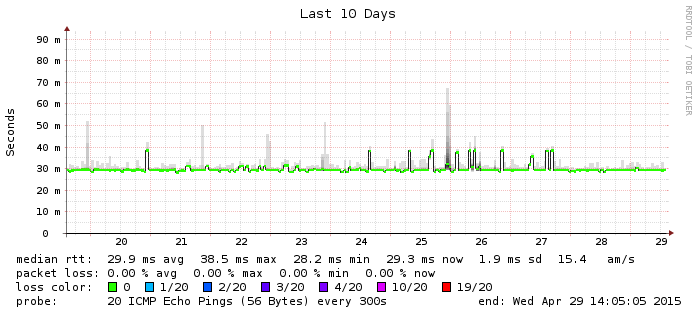 Last 10 Days
RRDTOOL / TOBI OETIKER
Seconds
90 m
80 m
70 m
60 m
50 m
40 m
30 m
20 m
10 m
0
20 21 22 23 24 25 26 27 28 29
median rtt: 29.9 ms avg 38.5 ms max 28.2 ms min 29.3 ms now 1.9 ms sd 15.4 am/s
packet loss: 0.00 % avg 0.00 % max 0.00 % min 0.00 % now
loss color: 0 1/20 2/20 3/20 4/20 10/20 19/20
probe: 20 ICMP Echo Pings (56 Bytes) every 300s end: Wed Apr 29 14:05:05 2015